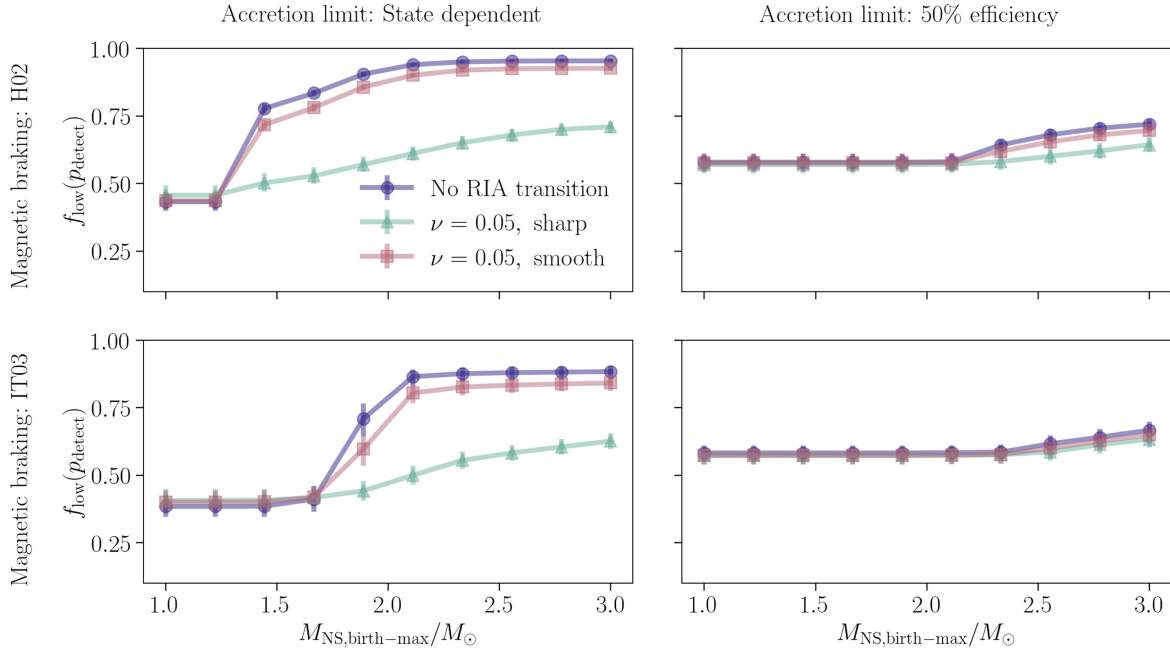 Accretion limit: State dependent
Accretion limit: 50% efficiency
Magnetic braking: H02
f_low(p_detect)
1.00
0.75
0.50
0.25
No RIA transition
ν = 0.05, sharp
ν = 0.05, smooth
Magnetic braking: IT03
f_low(p_detect)
1.00
0.75
0.50
0.25
1.0 1.5 2.0 2.5 3.0
1.0 1.5 2.0 2.5 3.0
M_NS,birth−max/M_⊙
M_NS,birth−max/M_⊙